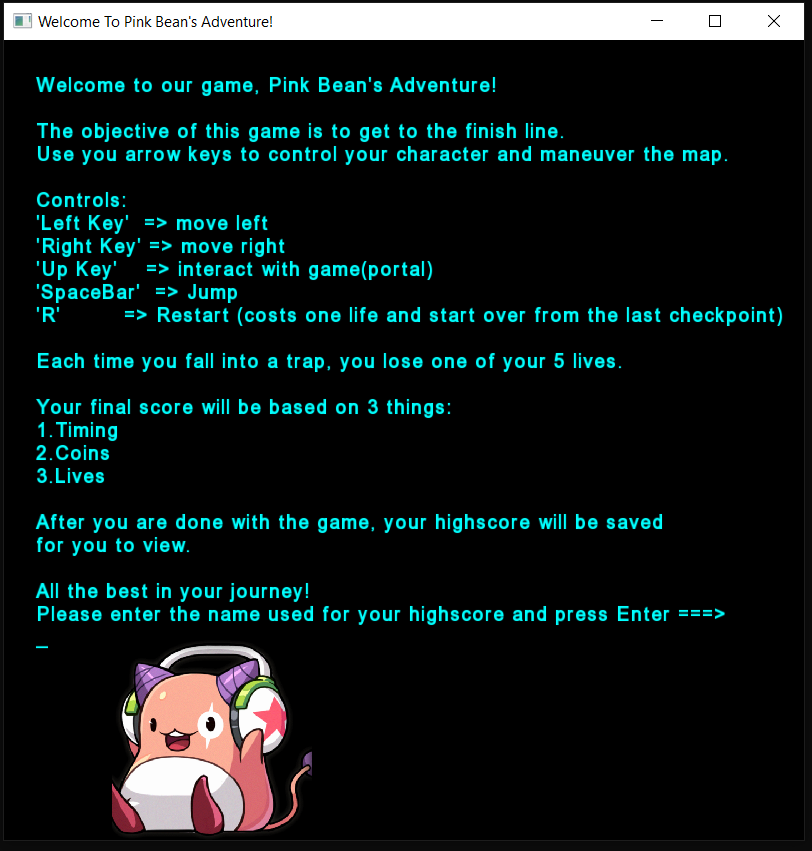 Welcome To Pink Bean's Adventure!
Welcome to our game, Pink Bean's Adventure!
The objective of this game is to get to the finish line.
Use you arrow keys to control your character and maneuver the map.
Controls:
'Left Key'  => move left
'Right Key' => move right
'Up Key'    => interact with game(portal)
'SpaceBar'  => Jump
'R'         => Restart (costs one life and start over from the last checkpoint)
Each time you fall into a trap, you lose one of your 5 lives.
Your final score will be based on 3 things:
1.Timing
2.Coins
3.Lives
After you are done with the game, your highscore will be saved
for you to view.
All the best in your journey!
Please enter the name used for your highscore and press Enter ===>
_